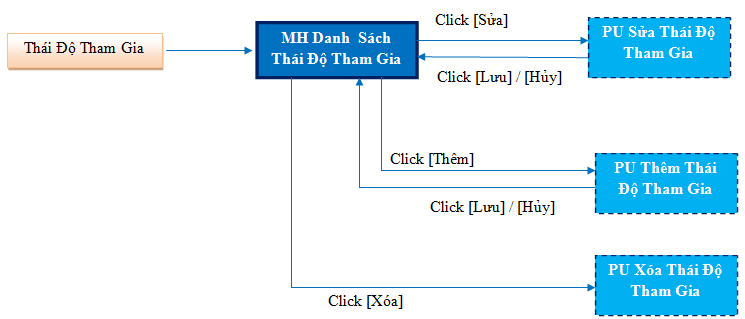 Thái Độ Tham Gia
MH Danh Sách
Thái Độ Tham Gia
Click [Sửa]
PU Sửa Thái Độ
Tham Gia
Click [Lưu] / [Hủy]
Click [Thêm]
PU Thêm Thái
Độ Tham Gia
Click [Lưu] / [Hủy]
PU Xóa Thái Độ
Tham Gia
Click [Xóa]